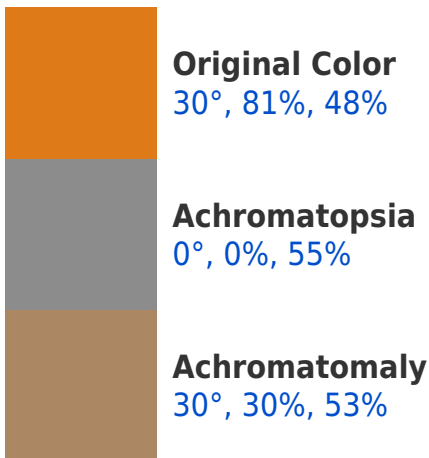 Original Color
30°, 81%, 48%
Achromatopsia
0°, 0%, 55%
Achromatomaly
30°, 30%, 53%